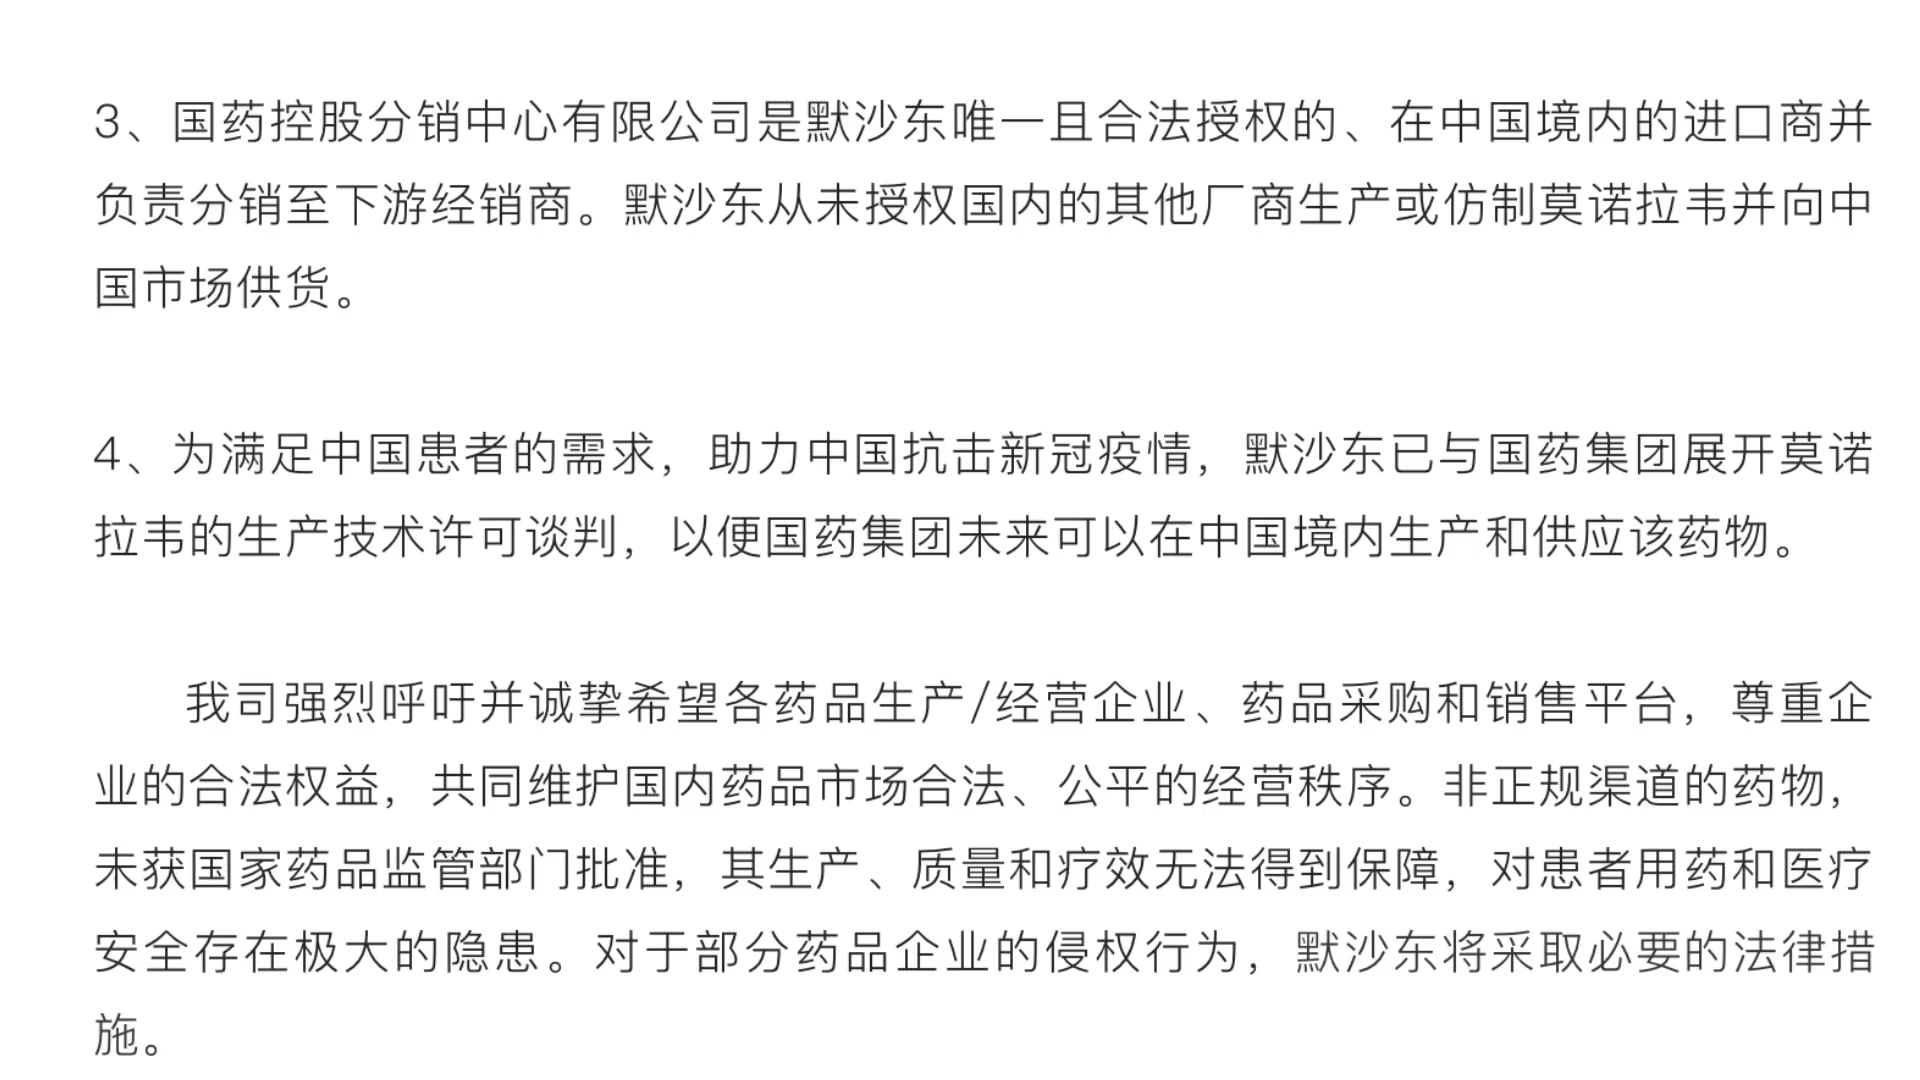 3、国药控股分销中心有限公司是默沙东唯一且合法授权的、在中国境内的进口商并
负责分销至下游经销商。默沙东从未授权国内的其他厂商生产或仿制莫诺拉韦并向中
国市场供货。
4、为满足中国患者的需求，助力中国抗击新冠疫情，默沙东已与国药集团展开莫诺
拉韦的生产技术许可谈判，以便国药集团未来可以在中国境内生产和供应该药物。
我司强烈呼吁并诚挚希望各药品生产/经营企业、药品采购和销售平台，尊重企
业的合法权益，共同维护国内药品市场合法、公平的经营秩序。非正规渠道的药物，
未获国家药品监管部门批准，其生产、质量和疗效无法得到保障，对患者用药和医疗
安全存在极大的隐患。对于部分药品企业的侵权行为，默沙东将采取必要的法律措
施。